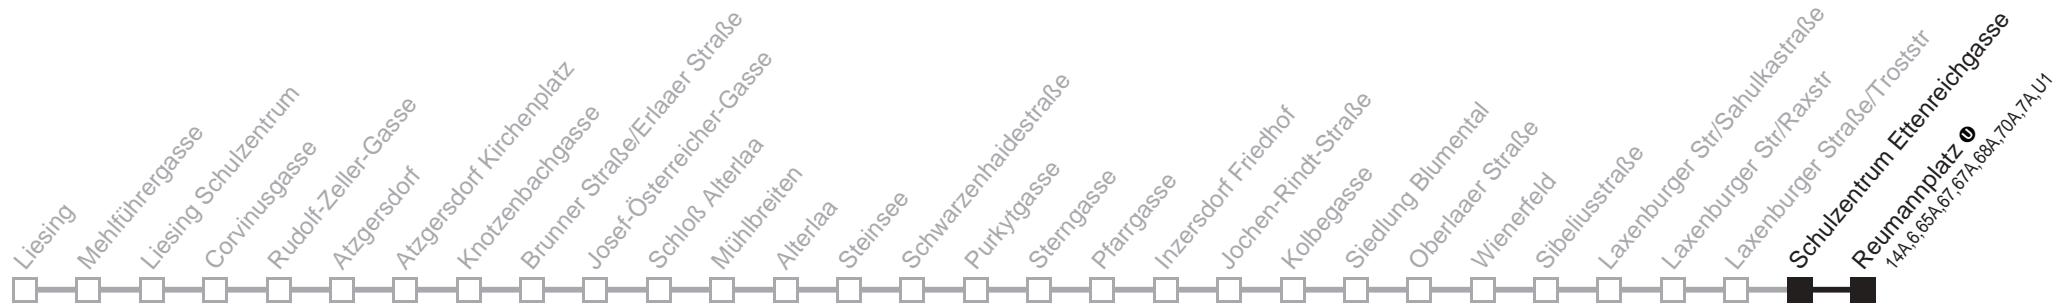 Liesing
Mehlführergasse
Liesing Schulzentrum
Corvinusgasse
Rudolf-Zeller-Gasse
Atzgersdorf
Atzgersdorf Kirchenplatz
Knotzenbachgasse
Brunner Straße/Erlaaer Straße
Josef-Österreicher-Gasse
Schloß Alterlaa
Mühlbreiten
Alterlaa
Steinsee
Schwarzenhaidestraße
Purkytgasse
Sterngasse
Pfarrgasse
Inzersdorf Friedhof
Jochen-Rindt-Straße
Kolbegasse
Siedlung Blumental
Oberlaaer Straße
Wienerfeld
Sibeliusstraße
Laxenburger Str/Sahulkastraße
Laxenburger Str/Raxstr
Laxenburger Straße/Troststr
Schulzentrum Ettenreichgasse
Reumannplatz U
14A,6,65A,67,67A,68A,70A,7A,U1